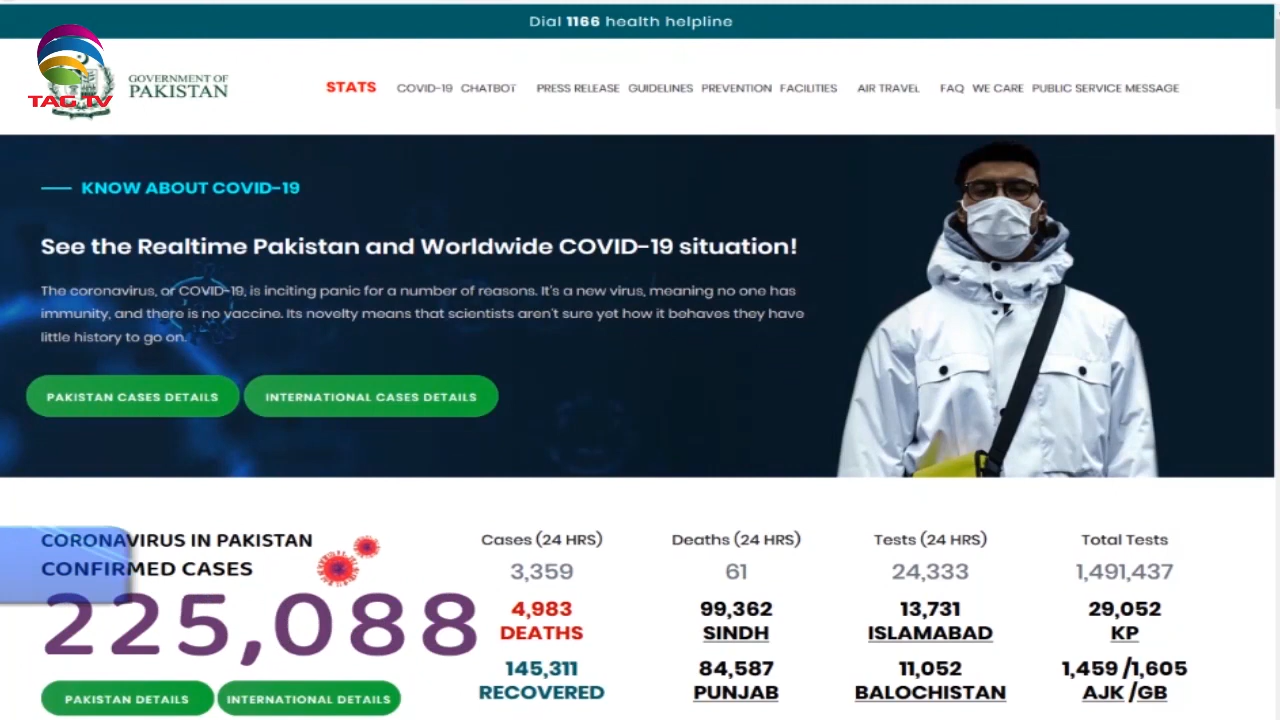 Dial 1166 health helpline
TAG TV
GOVERNMENT OF
PAKISTAN
STATS COVID-19 CHATBOT PRESS RELEASE GUIDELINES PREVENTION FACILITIES AIR TRAVEL FAQ WE CARE PUBLIC SERVICE MESSAGE
KNOW ABOUT COVID-19
See the Realtime Pakistan and Worldwide COVID-19 situation!
The coronavirus, or COVID-19, is inciting panic for a number of reasons. It's a new virus, meaning no one has
immunity, and there is no vaccine. Its novelty means that scientists aren't sure yet how it behaves they have
little history to go on.
PAKISTAN CASES DETAILS INTERNATIONAL CASES DETAILS
CORONAVIRUS IN PAKISTAN
CONFIRMED CASES
225,088
PAKISTAN DETAILS INTERNATIONAL DETAILS
Cases (24 HRS) Deaths (24 HRS) Tests (24 HRS) Total Tests
3,359 61 24,333 1,491,437
4,983 99,362 13,731 29,052
DEATHS SINDH ISLAMABAD KP
145,311 84,587 11,052 1,459 /1,605
RECOVERED PUNJAB BALOCHISTAN AJK /GB